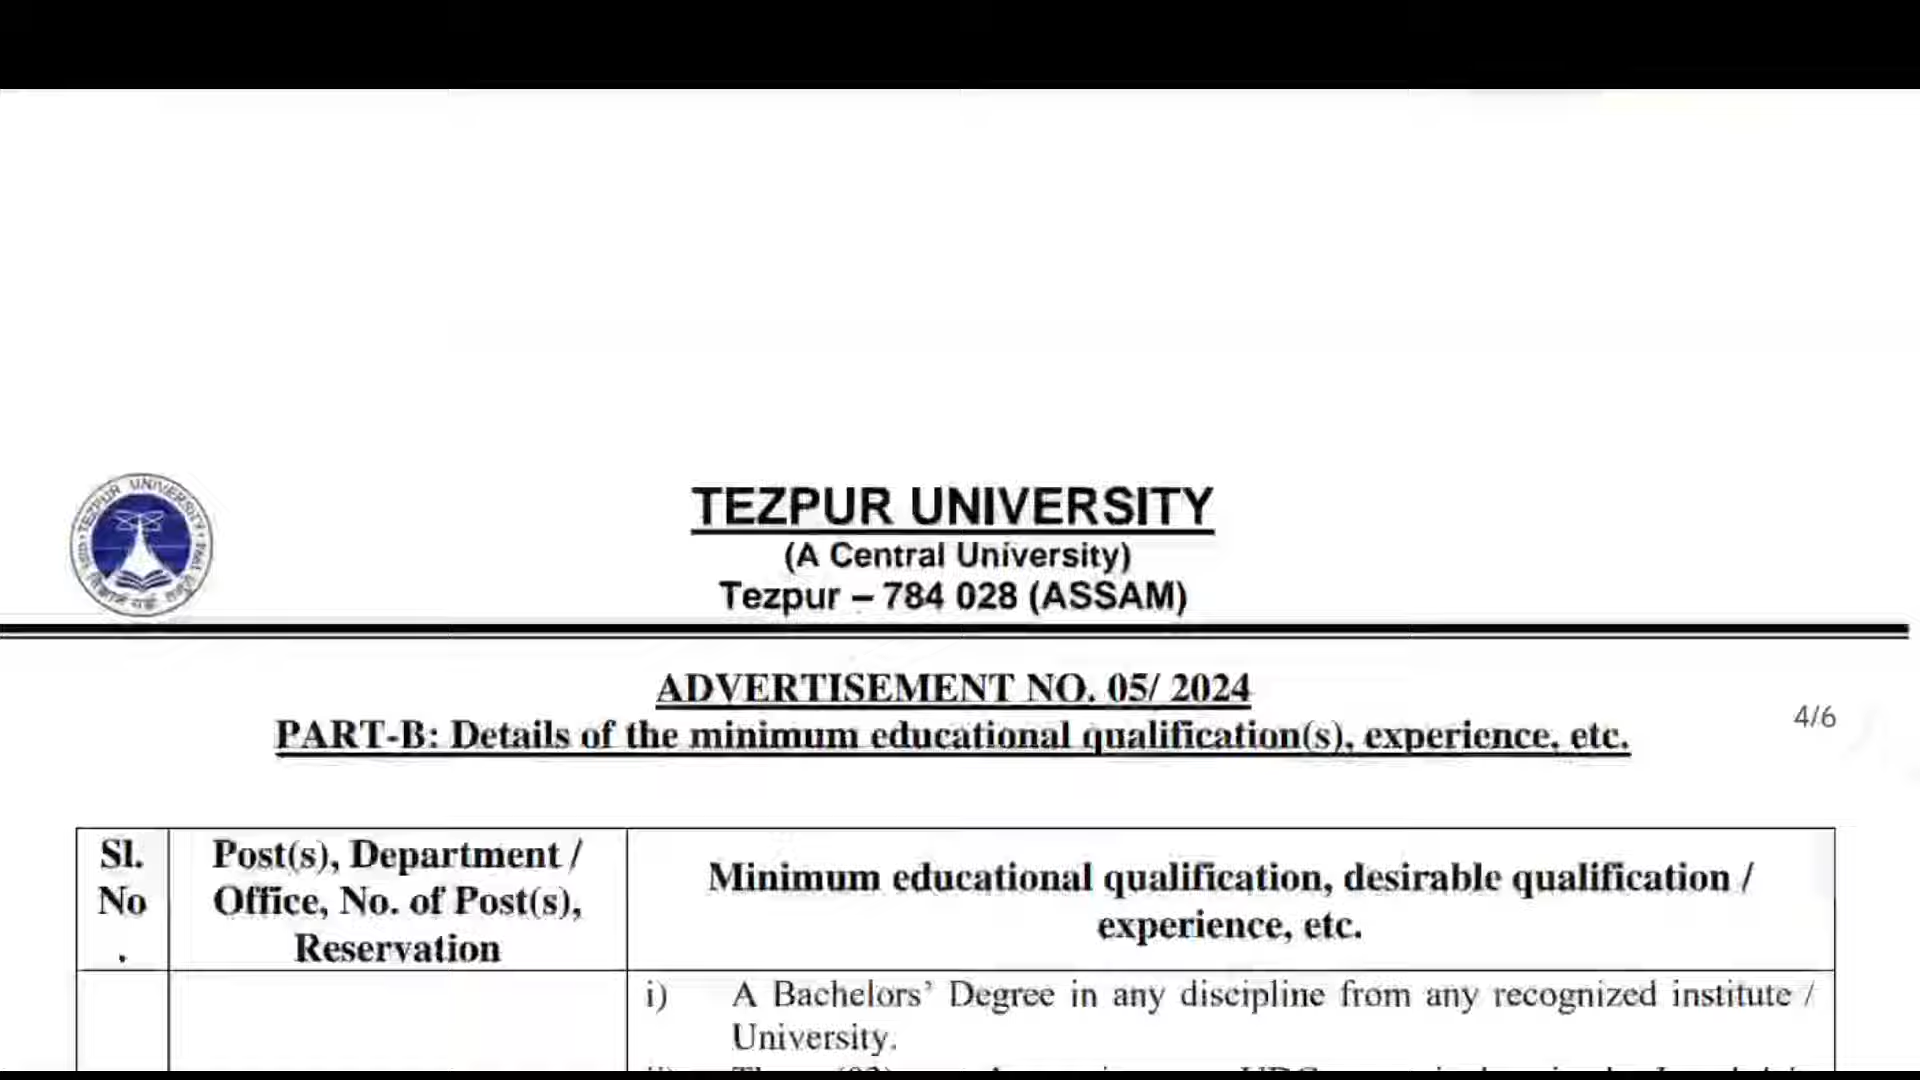 TEZPUR UNIVERSITY
TEZPUR UNIVERSITY
(A Central University)
Tezpur – 784 028 (ASSAM)
ADVERTISEMENT NO. 05/ 2024
PART-B: Details of the minimum educational qualification(s), experience, etc.
4/6
Sl.
No
.
Post(s), Department /
Office, No. of Post(s),
Reservation
Minimum educational qualification, desirable qualification /
experience, etc.
i) A Bachelors’ Degree in any discipline from any recognized institute /
University.